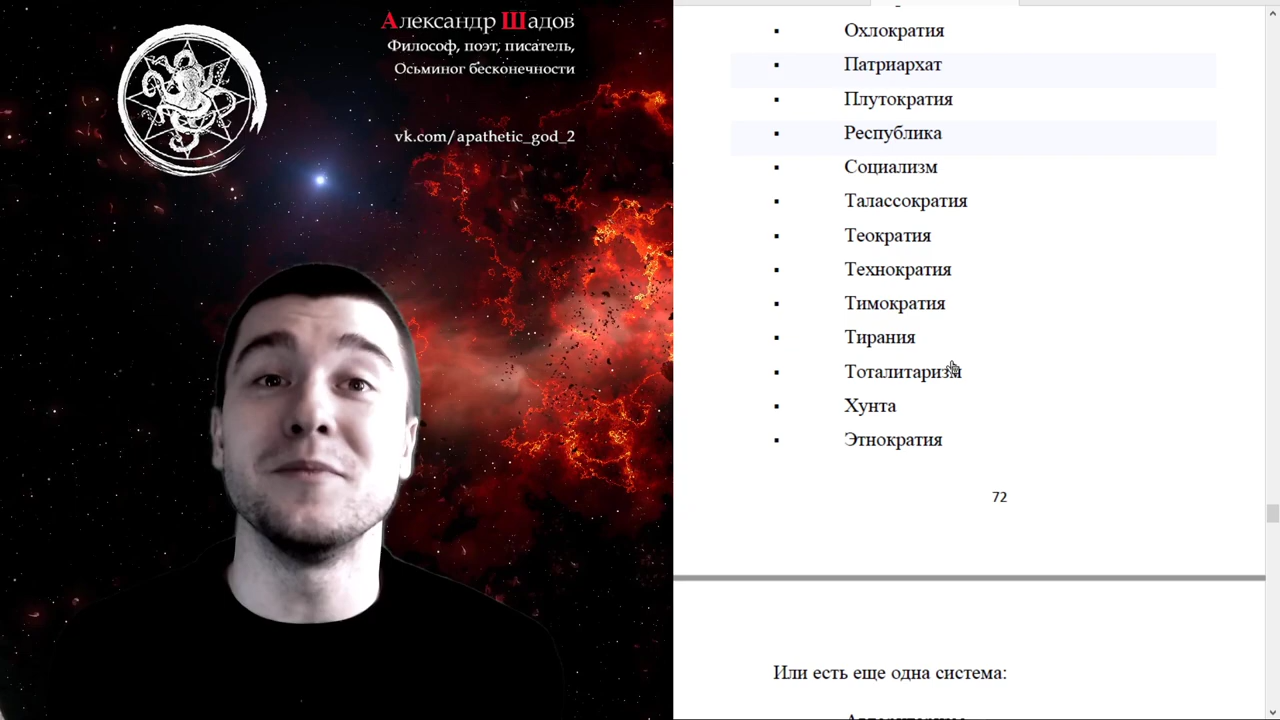 Александр Шадов
Философ, поэт, писатель,
Осьминог бесконечности
vk.com/apathetic_god_2
Охлократия
Патриархат
Плутократия
Республика
Социализм
Талассократия
Теократия
Технократия
Тимократия
Тирания
Тоталитаризм
Хунта
Этнократия
72
Или есть еще одна система: